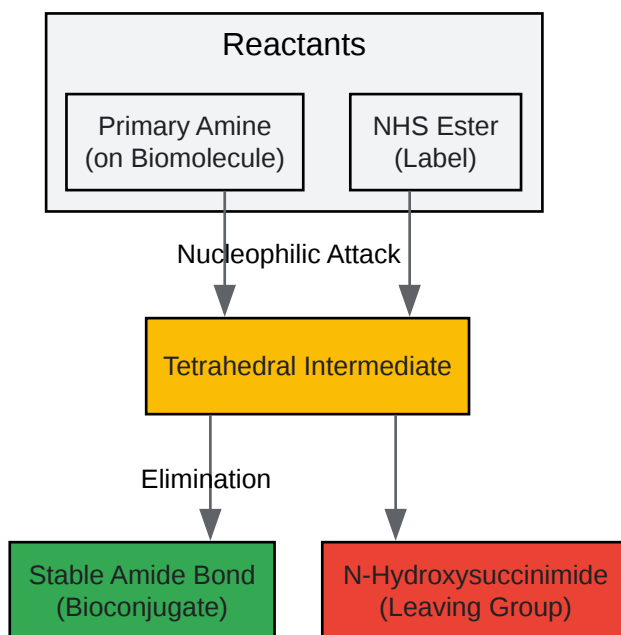 Reactants
Primary Amine
(on Biomolecule)
NHS Ester
(Label)
Nucleophilic Attack
Tetrahedral Intermediate
Elimination
Stable Amide Bond
(Bioconjugate)
N-Hydroxysuccinimide
(Leaving Group)